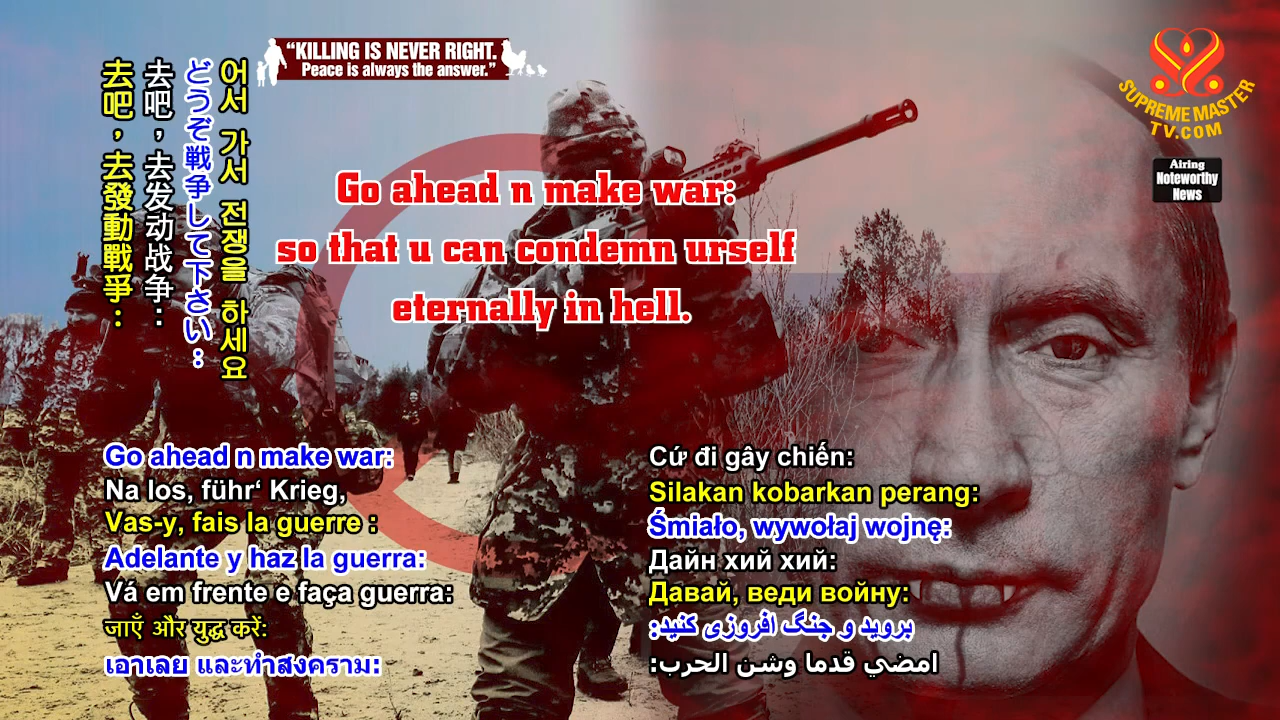 “KILLING IS NEVER RIGHT.
Peace is always the answer.”
SUPREME MASTER
TV.COM
Airing
Noteworthy
News
Go ahead n make war:
so that u can condemn urself
eternally in hell.
어서 가서 전쟁을 하세요
どうぞ戦争して下さい：
去吧，去发动战争：
去吧，去發動戰爭：
Go ahead n make war:
Na los, führ‘ Krieg,
Vas-y, fais la guerre :
Adelante y haz la guerra:
Vá em frente e faça guerra:
जाएँ और युद्ध करें:
เอาเลย และทำสงคราม:
Cứ đi gây chiến:
Silakan kobarkan perang:
Śmiało, wywołaj wojnę:
Дайн хий хий:
Давай, веди войну:
بروید و جنگ افروزی کنید:
امضي قدما وشن الحرب: